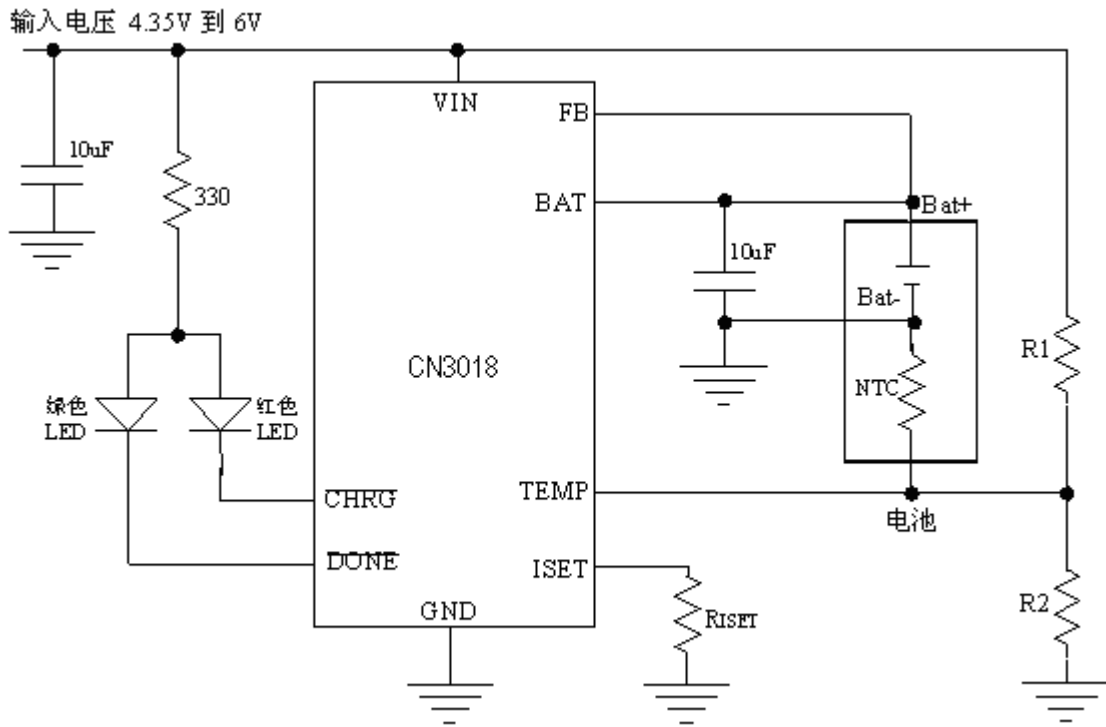 输入电压 4.35V 到 6V
VIN
FB
10uF
330
BAT
Bat+
10uF
Bat-
CN3018
R1
NTC
绿色
LED
红色
LED
CHRG
TEMP
电池
DONE
ISET
GND
RISET
R2